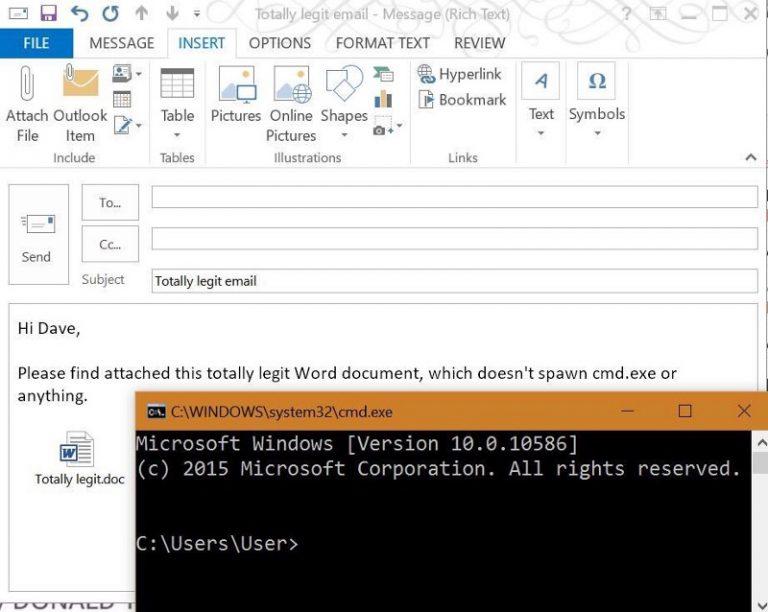 Totally legit email - Message (Rich Text)
?
FILE MESSAGE INSERT OPTIONS FORMAT TEXT REVIEW
Attach File
Outlook Item
Table
Pictures
Online Pictures
Shapes
Hyperlink
Bookmark
A
Text
Ω
Symbols
Include
Tables
Illustrations
Links
Send
To...
Cc...
Subject
Totally legit email
Hi Dave,
Please find attached this totally legit Word document, which doesn't spawn cmd.exe or
anything.
W
Totally legit.doc
C:\WINDOWS\system32\cmd.exe
Microsoft Windows [Version 10.0.10586]
(c) 2015 Microsoft Corporation. All rights reserved.
C:\Users\User>
DONALD